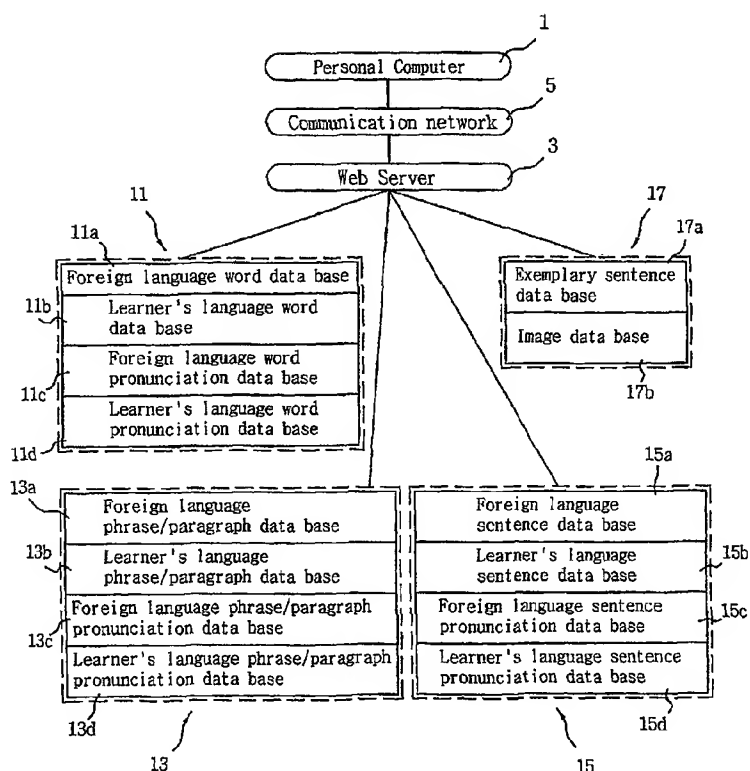 1
Personal Computer
5
Communication network
3
Web Server
11
17
11a
17a
Foreign language word data base
11b
Learner's language word
data base
11c
Foreign language word
pronunciation data base
11d
Learner's language word
pronunciation data base
Exemplary sentence
data base
Image data base
17b
13a
Foreign language
phrase/paragraph data base
13b
Learner's language
phrase/paragraph data base
13c
Foreign language phrase/paragraph
pronunciation data base
Learner's language phrase/paragraph
pronunciation data base
13d
13
15a
Foreign language
sentence data base
Learner's language
sentence data base
15b
Foreign language sentence
pronunciation data base
15c
Learner's language sentence
pronunciation data base
15d
15